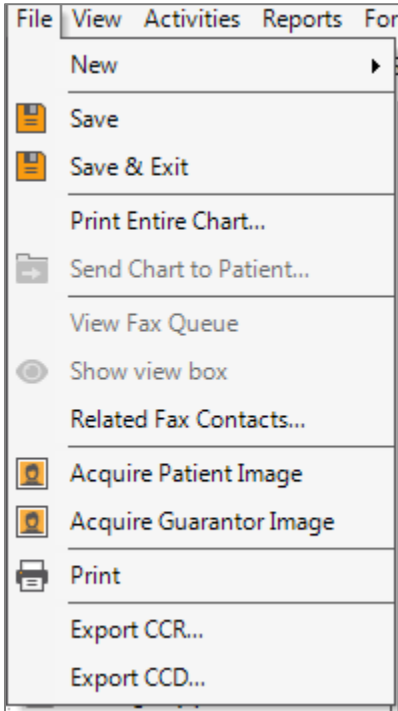 File View Activities Reports For
New
Save
Save & Exit
Print Entire Chart...
Send Chart to Patient...
View Fax Queue
Show view box
Related Fax Contacts...
Acquire Patient Image
Acquire Guarantor Image
Print
Export CCR...
Export CCD...